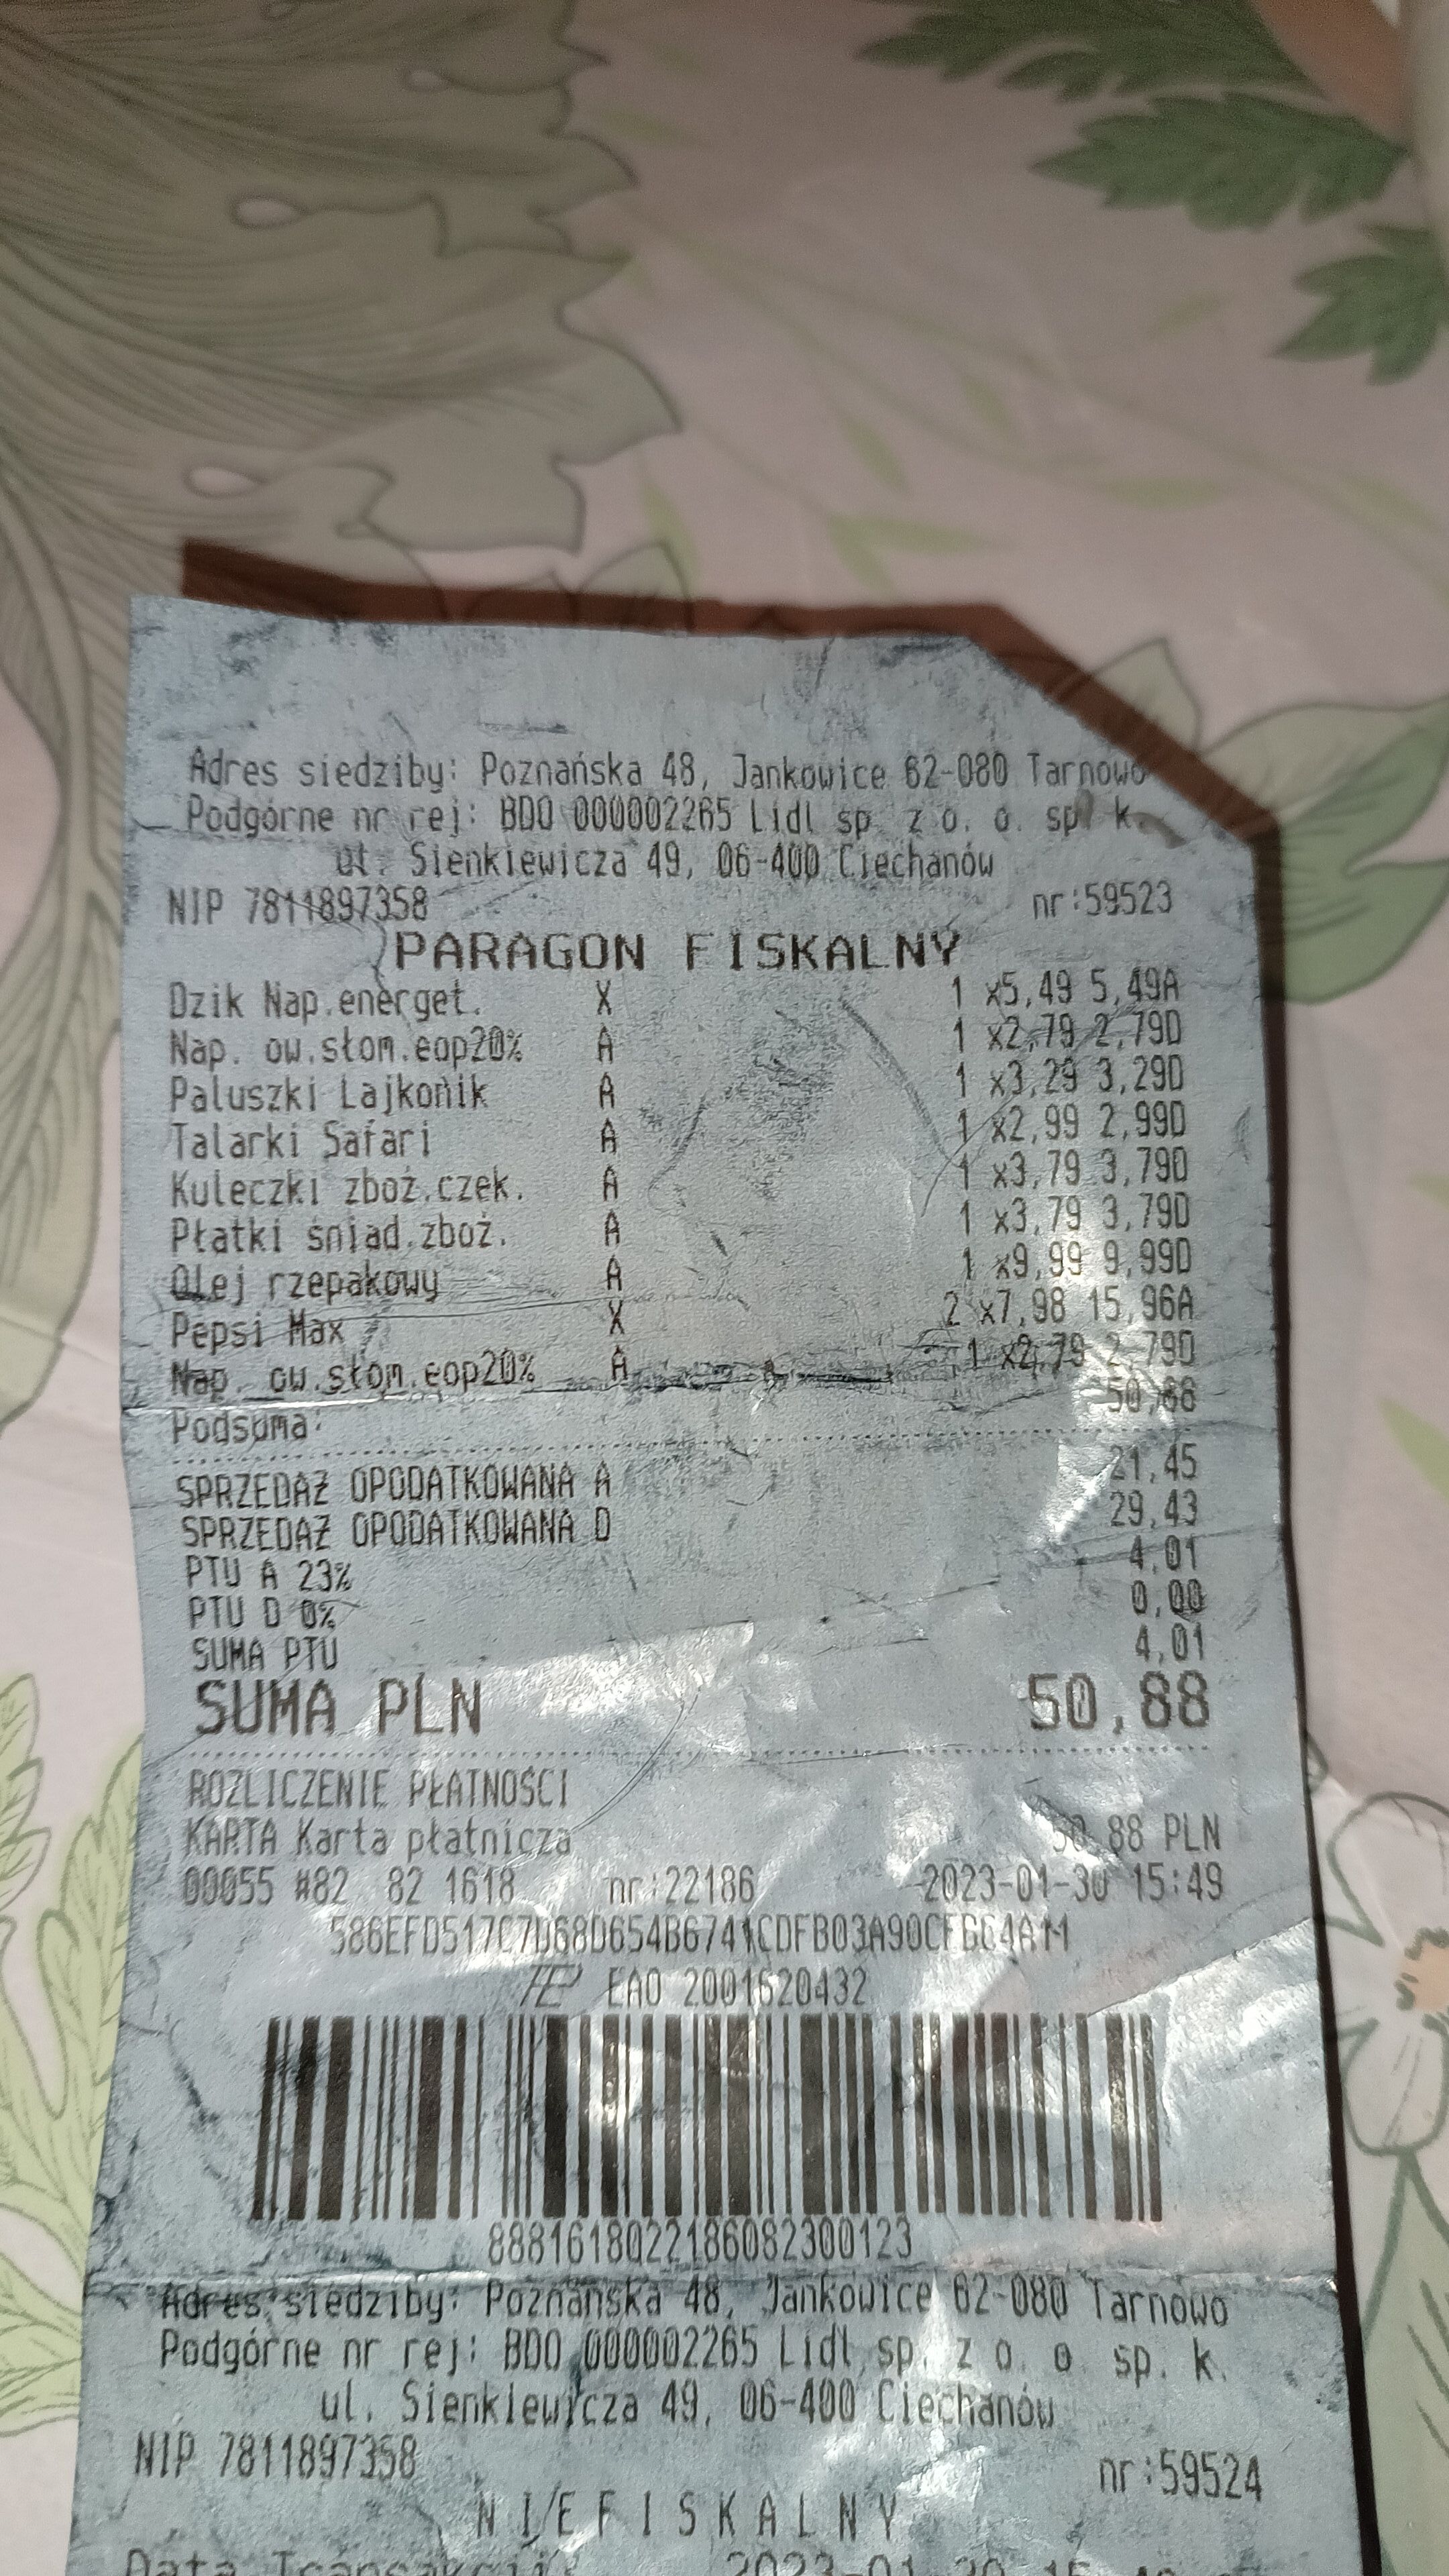 Adres siedziby: Poznańska 48, Jankowice 62-080 Tarnowo
Podgórne nr rej: BDO 000002265 Lidl sp. z o. o. sp. k.
ul. Sienkiewicza 49, 06-400 Ciechanów
NIP 7811897358 nr:59523
PARAGON FISKALNY
Dzik Nap.energet. X 1 x5,49 5,49A
Nap. ow.słom.eop20% A 1 x2,79 2,79D
Paluszki Lajkonik A 1 x3,29 3,29D
Talarki Safari A 1 x2,99 2,99D
Kuleczki zboż.czek. A 1 x3,79 3,79D
Płatki śniad.zboż. A 1 x3,79 3,79D
Olej rzepakowy A 1 x9,99 9,99D
Pepsi Max X 2 x7,98 15,96A
Nap. ow.słom.eop20% A 1 x2,79 2,79D
Podsuma: 50,88
SPRZEDAŻ OPODATKOWANA A 21,45
SPRZEDAŻ OPODATKOWANA D 29,43
PTU A 23% 4,01
PTU D 0% 0,00
SUMA PTU 4,01
SUMA PLN 50,88
ROZLICZENIE PŁATNOŚCI
KARTA Karta płatnicza 50,88 PLN
00055 #82 82 1618 nr:22186 2023-01-30 15:49
EAO 2001620432
8881618022186082300123
Adres siedziby: Poznańska 48, Jankowice 62-080 Tarnowo
Podgórne nr rej: BDO 000002265 Lidl sp. z o. o. sp. k.
ul. Sienkiewicza 49, 06-400 Ciechanów
NIP 7811897358 nr:59524
NIEFISKALNY
Data Transakcji